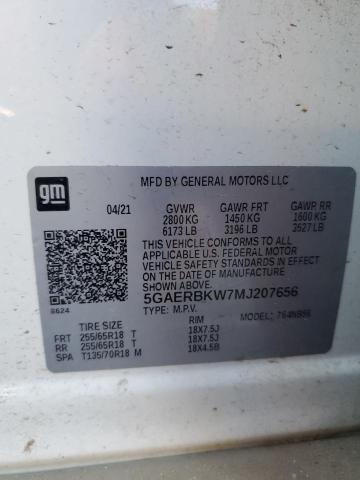 gm
MFD BY GENERAL MOTORS LLC
04/21 GVWR GAWR FRT GAWR RR
2800 KG 1450 KG 1600 KG
6173 LB 3196 LB 3527 LB
THIS VEHICLE CONFORMS TO ALL
APPLICABLE U.S. FEDERAL MOTOR
VEHICLE SAFETY STANDARDS IN
EFFECT ON THE DATE OF MANUFACTURE
SHOWN ABOVE.
5GAERBKW7MJ207656
8624 TYPE: M.P.V. MODEL:
TIRE SIZE RIM
FRT 255/65R18 T 18X7.5J
RR 255/65R18 T 18X7.5J
SPA T135/70R18 M 18X4.5B